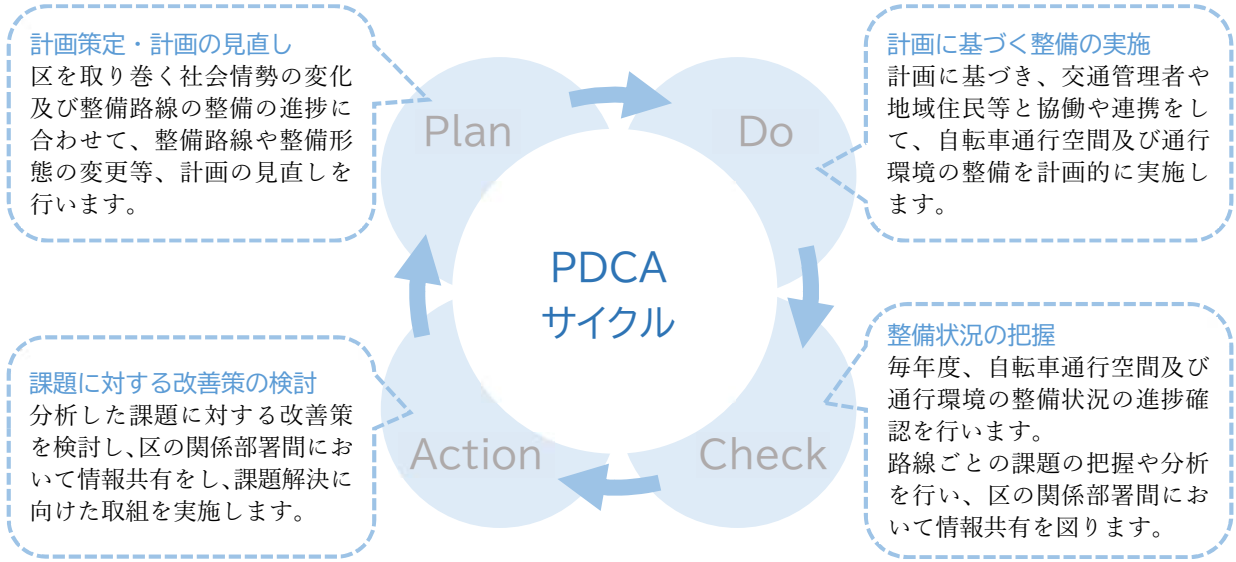 計画策定・計画の見直し
区を取り巻く社会情勢の変化
及び整備路線の整備の進捗に
合わせて、整備路線や整備形
態の変更等、計画の見直しを
行います。
Plan
Do
計画に基づく整備の実施
計画に基づき、交通管理者や
地域住民等と協働や連携をし
て、自転車通行空間及び通行
環境の整備を計画的に実施し
ます。
PDCA
サイクル
課題に対する改善策の検討
分析した課題に対する改善策
を検討し、区の関係部署間にお
いて情報共有をし、課題解決に
向けた取組を実施します。
Action
Check
整備状況の把握
毎年度、自転車通行空間及び
通行環境の整備状況の進捗確
認を行います。
路線ごとの課題の把握や分析
を行い、区の関係部署間にお
いて情報共有を図ります。